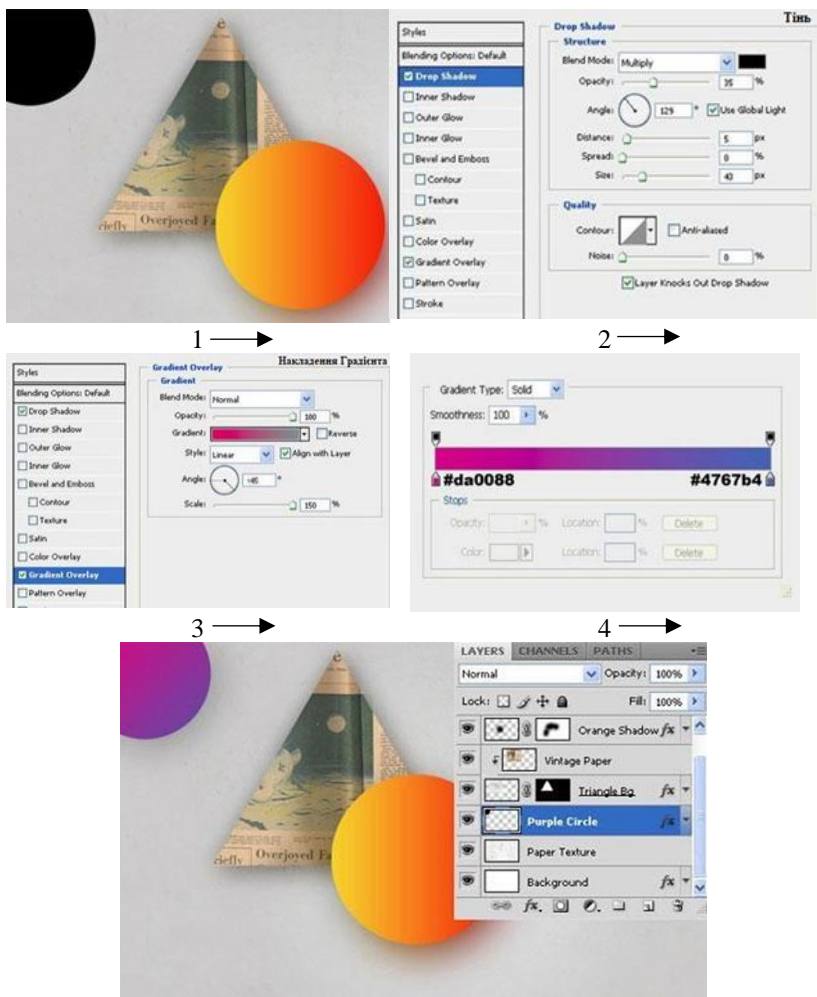 è
riefly Overjoyed Fa
Тінь
Styles
Blending Options: Default
Drop Shadow
Inner Shadow
Outer Glow
Inner Glow
Bevel and Emboss
Contour
Texture
Satin
Color Overlay
Gradient Overlay
Pattern Overlay
Stroke
Drop Shadow
Structure
Blend Mode: Multiply
Opacity: 35 %
Angle: 129 ° Use Global Light
Distance: 5 px
Spread: 0 %
Size: 43 px
Quality
Contour: Anti-aliased
Noise: 0 %
Layer Knocks Out Drop Shadow
1
2
Накладення Градієнта
Styles
Blending Options: Default
Drop Shadow
Inner Shadow
Outer Glow
Inner Glow
Bevel and Emboss
Contour
Texture
Satin
Color Overlay
Gradient Overlay
Pattern Overlay
Gradient Overlay
Gradient
Blend Mode: Normal
Opacity: 100 %
Gradient: Reverse
Style: Linear Align with Layer
Angle: -45 °
Scale: 150 %
Gradient Type: Solid
Smoothness: 100 %
#da0088 #4767b4
Stops
Opacity: % Location: % Delete
Color: Location: % Delete
3
4
è
riefly Overjoyed Fa
LAYERS CHANNELS PATHS
Normal Opacity: 100%
Lock: Fill: 100%
Orange Shadow fx
Vintage Paper
Triangle Bg fx
Purple Circle fx
Paper Texture
Background fx
fx.